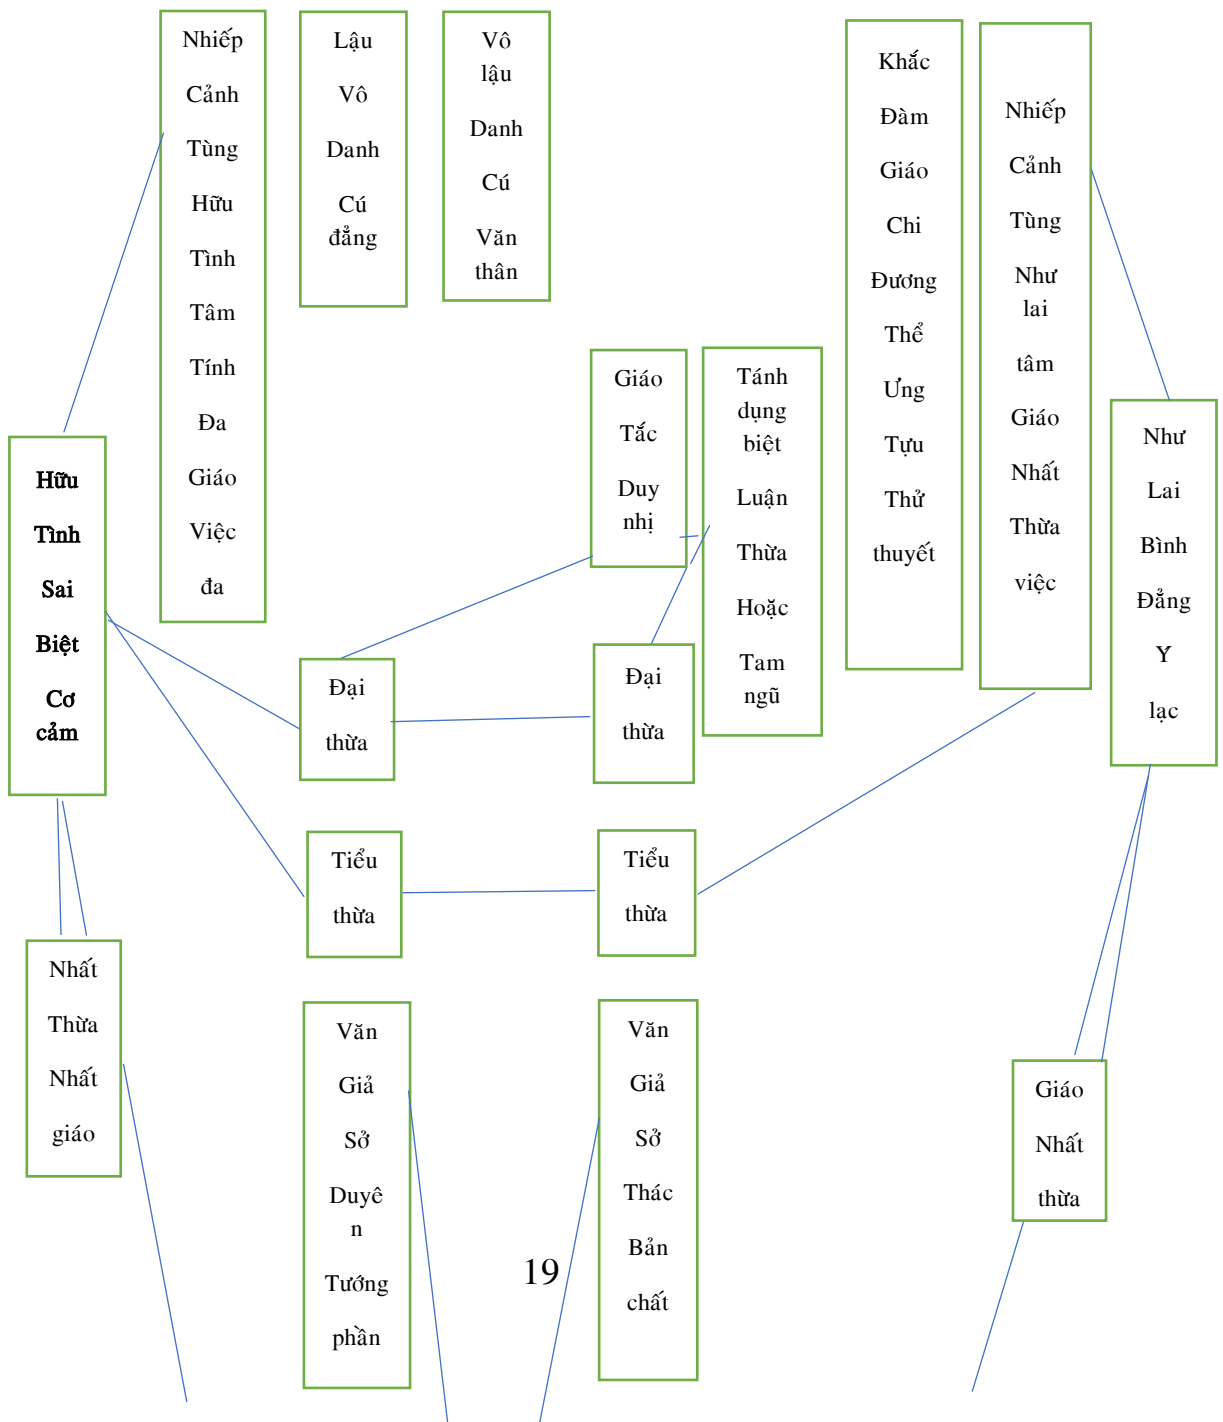 Nhiếp
Cảnh
Tùng
Hữu
Tình
Tâm
Tính
Đa
Giáo
Việc
đa
Lậu
Vô
Danh
Cú
đẳng
Vô
lậu
Danh
Cú
Văn
thân
Khắc
Đàm
Giáo
Chi
Đương
Thể
Ưng
Tựu
Thử
thuyết
Nhiếp
Cảnh
Tùng
Như
lai
tâm
Giáo
Nhất
Thừa
việc
Giáo
Tắc
Duy
nhị
Tánh
dụng
biệt
Luận
Thừa
Hoặc
Tam
ngũ
Như
Lai
Bình
Đẳng
Y
lạc
Hữu
Tình
Sai
Biệt
Cơ
cảm
Đại
thừa
Đại
thừa
Tiểu
thừa
Tiểu
thừa
Nhất
Thừa
Nhất
giáo
Văn
Giả
Sở
Duyê
n
Tướng
phần
Văn
Giả
Sở
Thác
Bản
chất
Giáo
Nhất
thừa
19